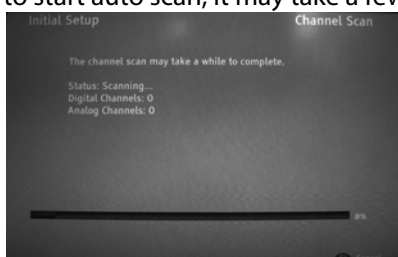 to start auto scan, it may take a few
Initial Setup
Channel Scan
The channel scan may take a while to complete.
Status: Scanning...
Digital Channels: 0
Analog Channels: 0
8%